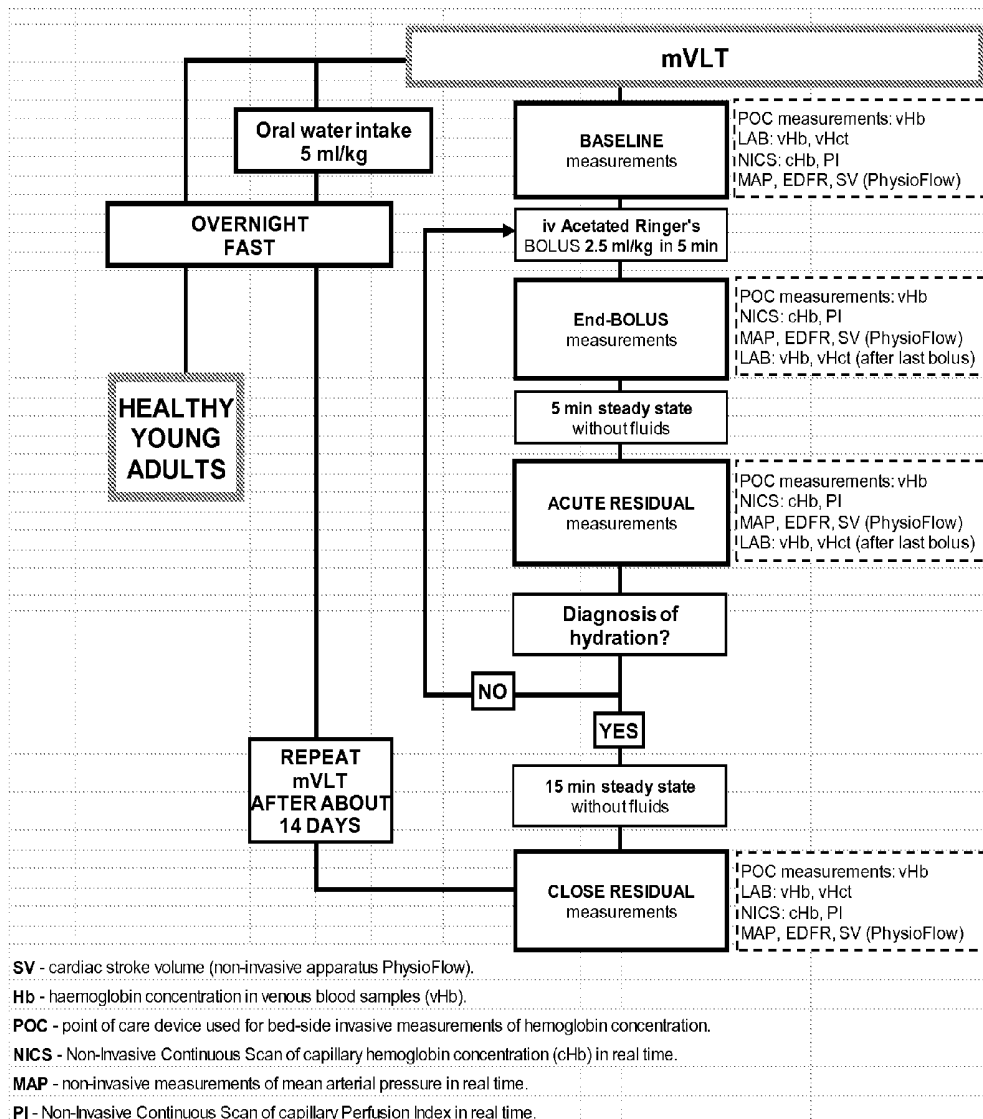 mVLT
Oral water intake
5 ml/kg
OVERNIGHT
FAST
HEALTHY
YOUNG
ADULTS
REPEAT
mVLT
AFTER ABOUT
14 DAYS
BASELINE
measurements
POC measurements: vHb
LAB: vHb, vHct
NICS: cHb, PI
MAP, EDFR, SV (PhysioFlow)
iv Acetated Ringer's
BOLUS 2.5 ml/kg in 5 min
End-BOLUS
measurements
POC measurements: vHb
NICS: cHb, PI
MAP, EDFR, SV (PhysioFlow)
LAB: vHb, vHct (after last bolus)
5 min steady state
without fluids
ACUTE RESIDUAL
measurements
POC measurements: vHb
NICS: cHb, PI
MAP, EDFR, SV (PhysioFlow)
LAB: vHb, vHct (after last bolus)
Diagnosis of
hydration?
NO
YES
15 min steady state
without fluids
CLOSE RESIDUAL
measurements
POC measurements: vHb
LAB: vHb, vHct
NICS: cHb, PI
MAP, EDFR, SV (PhysioFlow)
SV - cardiac stroke volume (non-invasive apparatus PhysioFlow).
Hb - haemoglobin concentration in venous blood samples (vHb).
POC - point of care device used for bed-side invasive measurements of hemoglobin concentration.
NICS - Non-Invasive Continuous Scan of capillary hemoglobin concentration (cHb) in real time.
MAP - non-invasive measurements of mean arterial pressure in real time.
PI - Non-Invasive Continuous Scan of capillary Perfusion Index in real time.